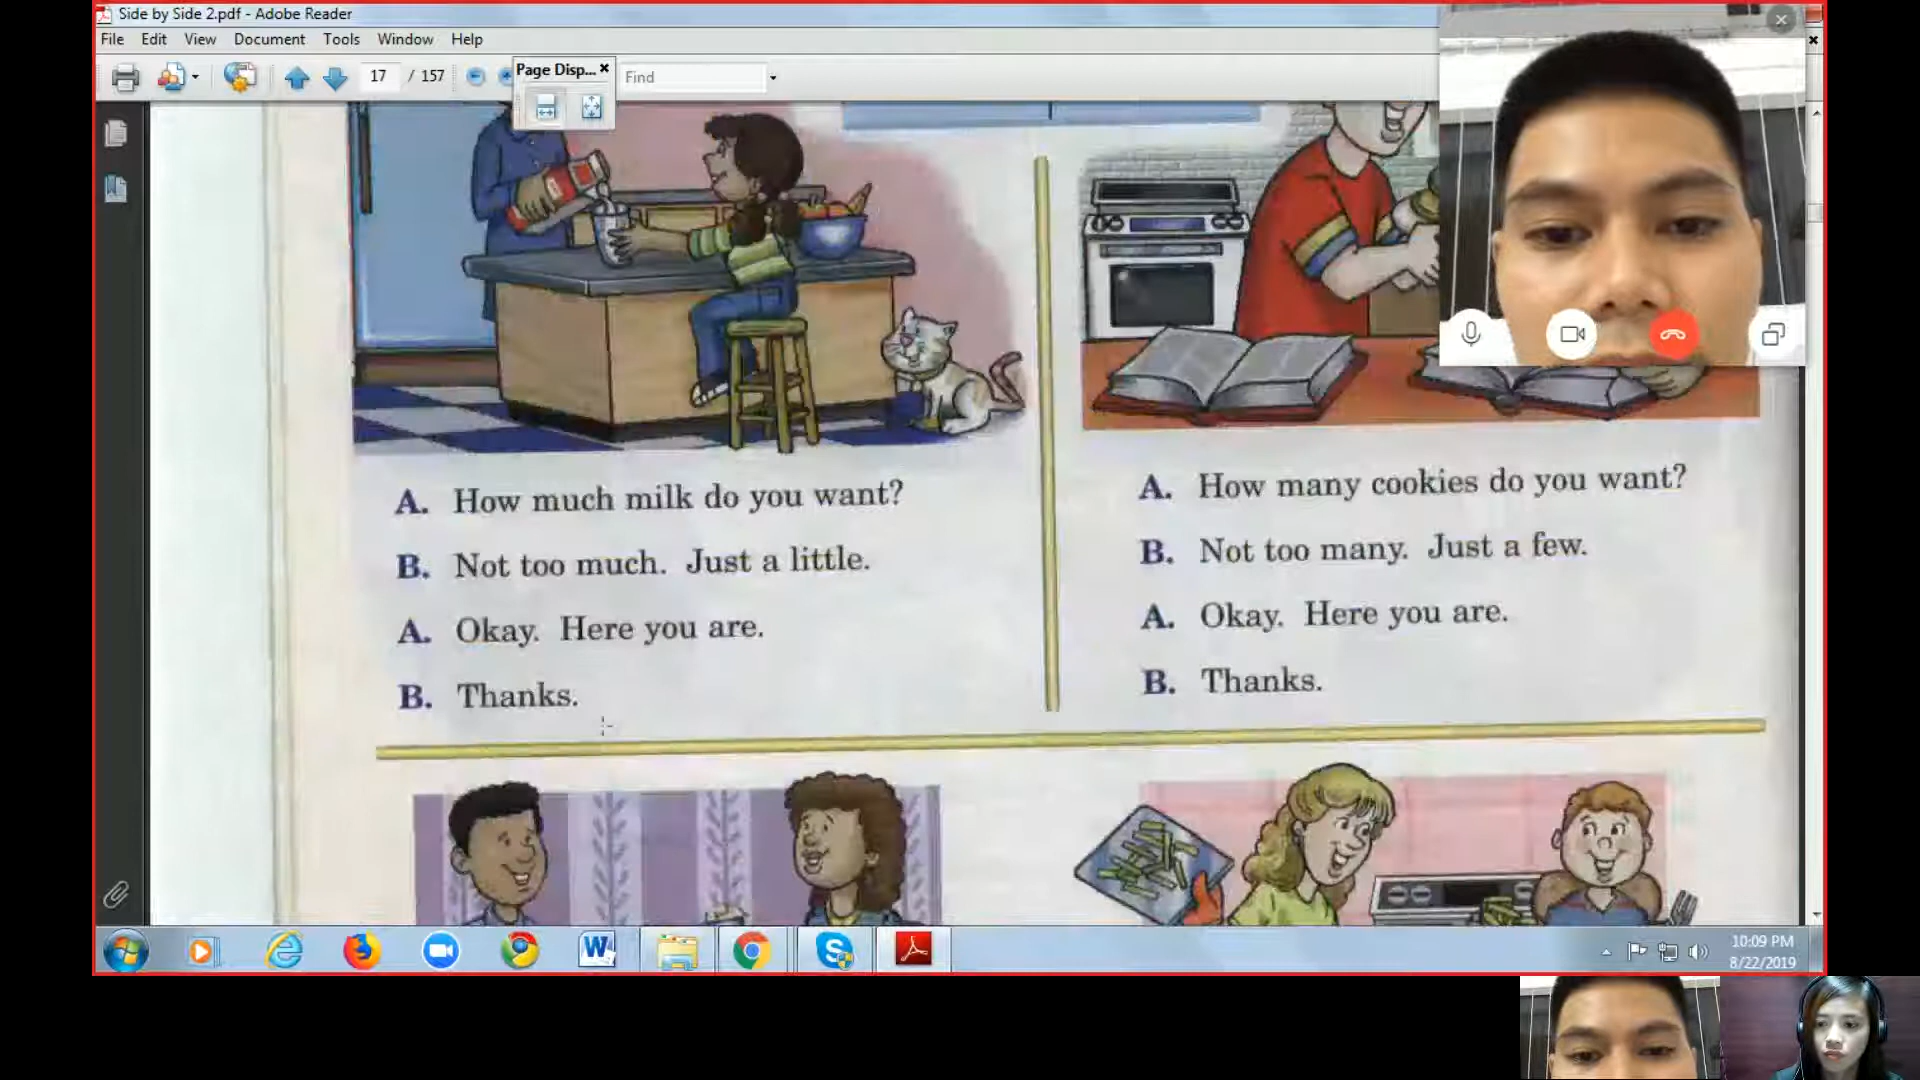 Side by Side 2.pdf - Adobe Reader
File Edit View Document Tools Window Help
17 / 157
Page Disp...
Find
A. How much milk do you want?
B. Not too much. Just a little.
A. Okay. Here you are.
B. Thanks.
A. How many cookies do you want?
B. Not too many. Just a few.
A. Okay. Here you are.
B. Thanks.
10:09 PM
8/22/2019